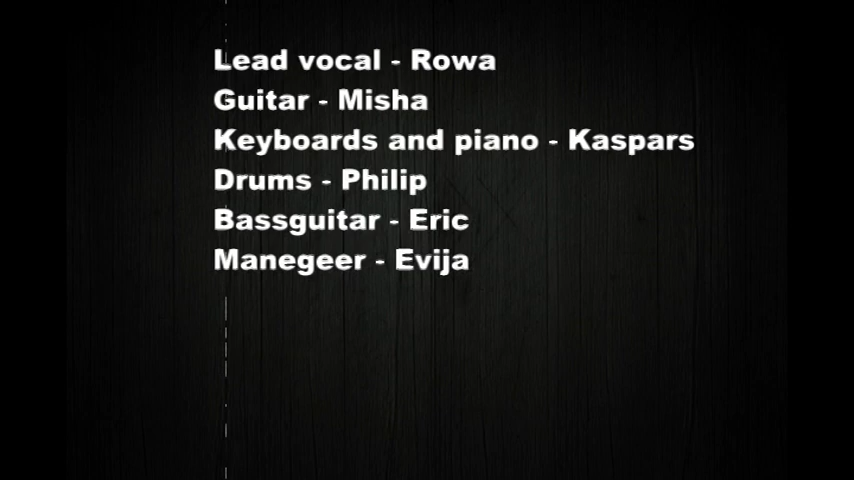 Lead vocal - Rowa
Guitar - Misha
Keyboards and piano - Kaspars
Drums - Philip
Bassguitar - Eric
Manegeer - Evija